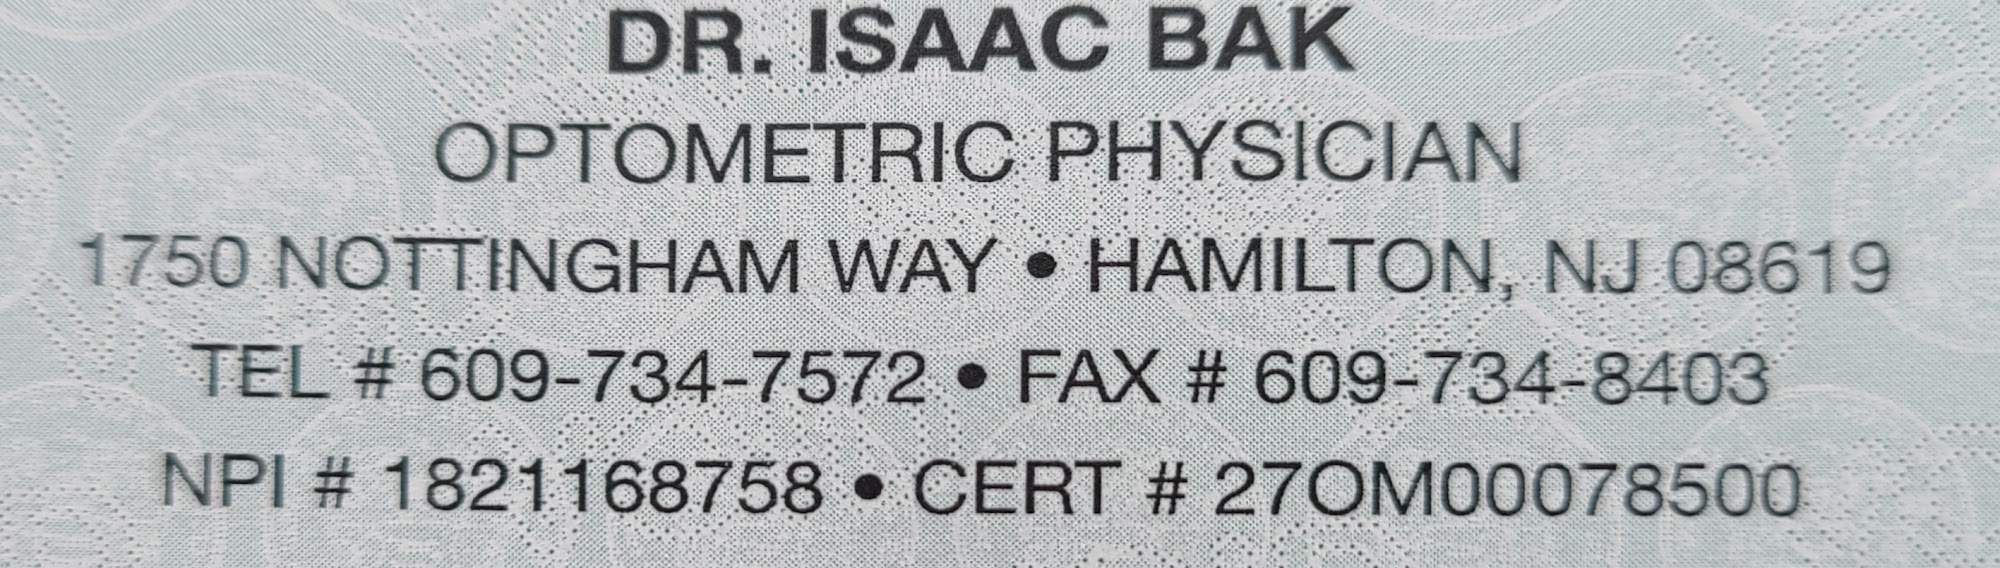 DR. ISAAC BAK
OPTOMETRIC PHYSICIAN
1750 NOTTINGHAM WAY • HAMILTON, NJ 08619
TEL # 609-734-7572 • FAX # 609-734-8403
NPI # 1821168758 • CERT # 27OM00078500